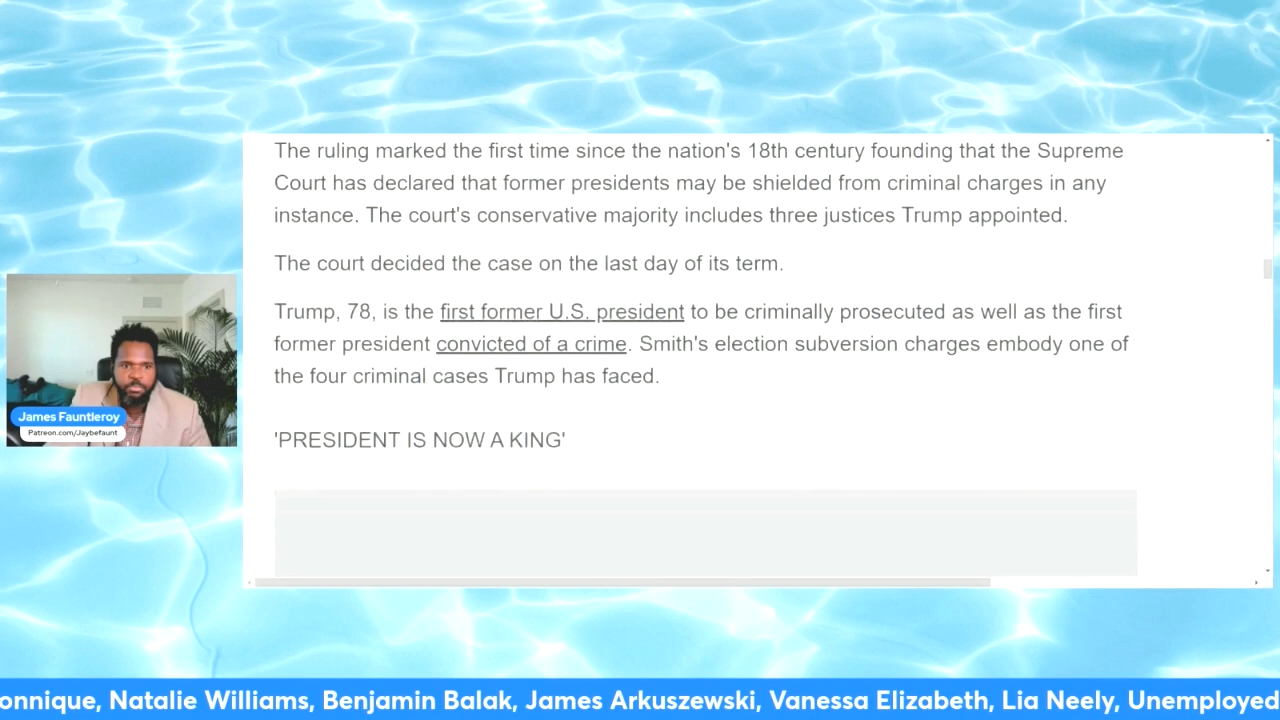 The ruling marked the first time since the nation's 18th century founding that the Supreme
Court has declared that former presidents may be shielded from criminal charges in any
instance. The court's conservative majority includes three justices Trump appointed.
The court decided the case on the last day of its term.
Trump, 78, is the first former U.S. president to be criminally prosecuted as well as the first
former president convicted of a crime. Smith's election subversion charges embody one of
the four criminal cases Trump has faced.
'PRESIDENT IS NOW A KING'
James Fauntleroy
Patreon.com/Jaybefaunt
onnique, Natalie Williams, Benjamin Balak, James Arkuszewski, Vanessa Elizabeth, Lia Neely, Unemployed